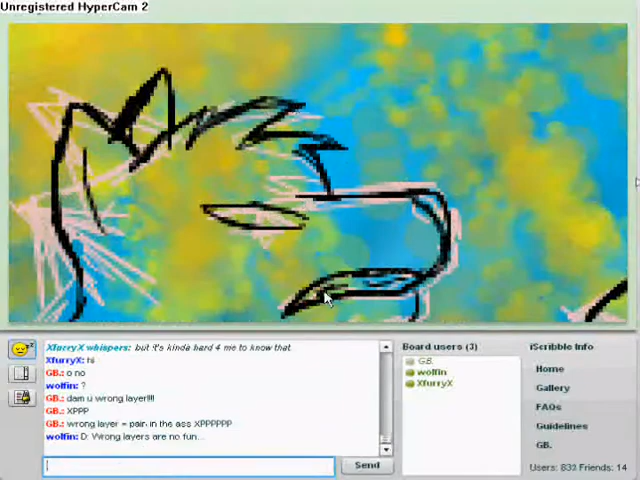 Unregistered HyperCam 2
XfurryX whispers: but it's kinda hard 4 me to know that
XfurryX: hi
GB.: o no
wolfin: ?
GB.: dam u wrong layer!!!!
GB.: XPPP
GB.: wrong layer = pain in the ass XPPPPPP
wolfin: D: Wrong layers are no fun...
Send
Board users (3)
GB.
wolfin
XfurryX
iScribble Info
Home
Gallery
FAQs
Guidelines
GB.
Users: 832 Friends: 14